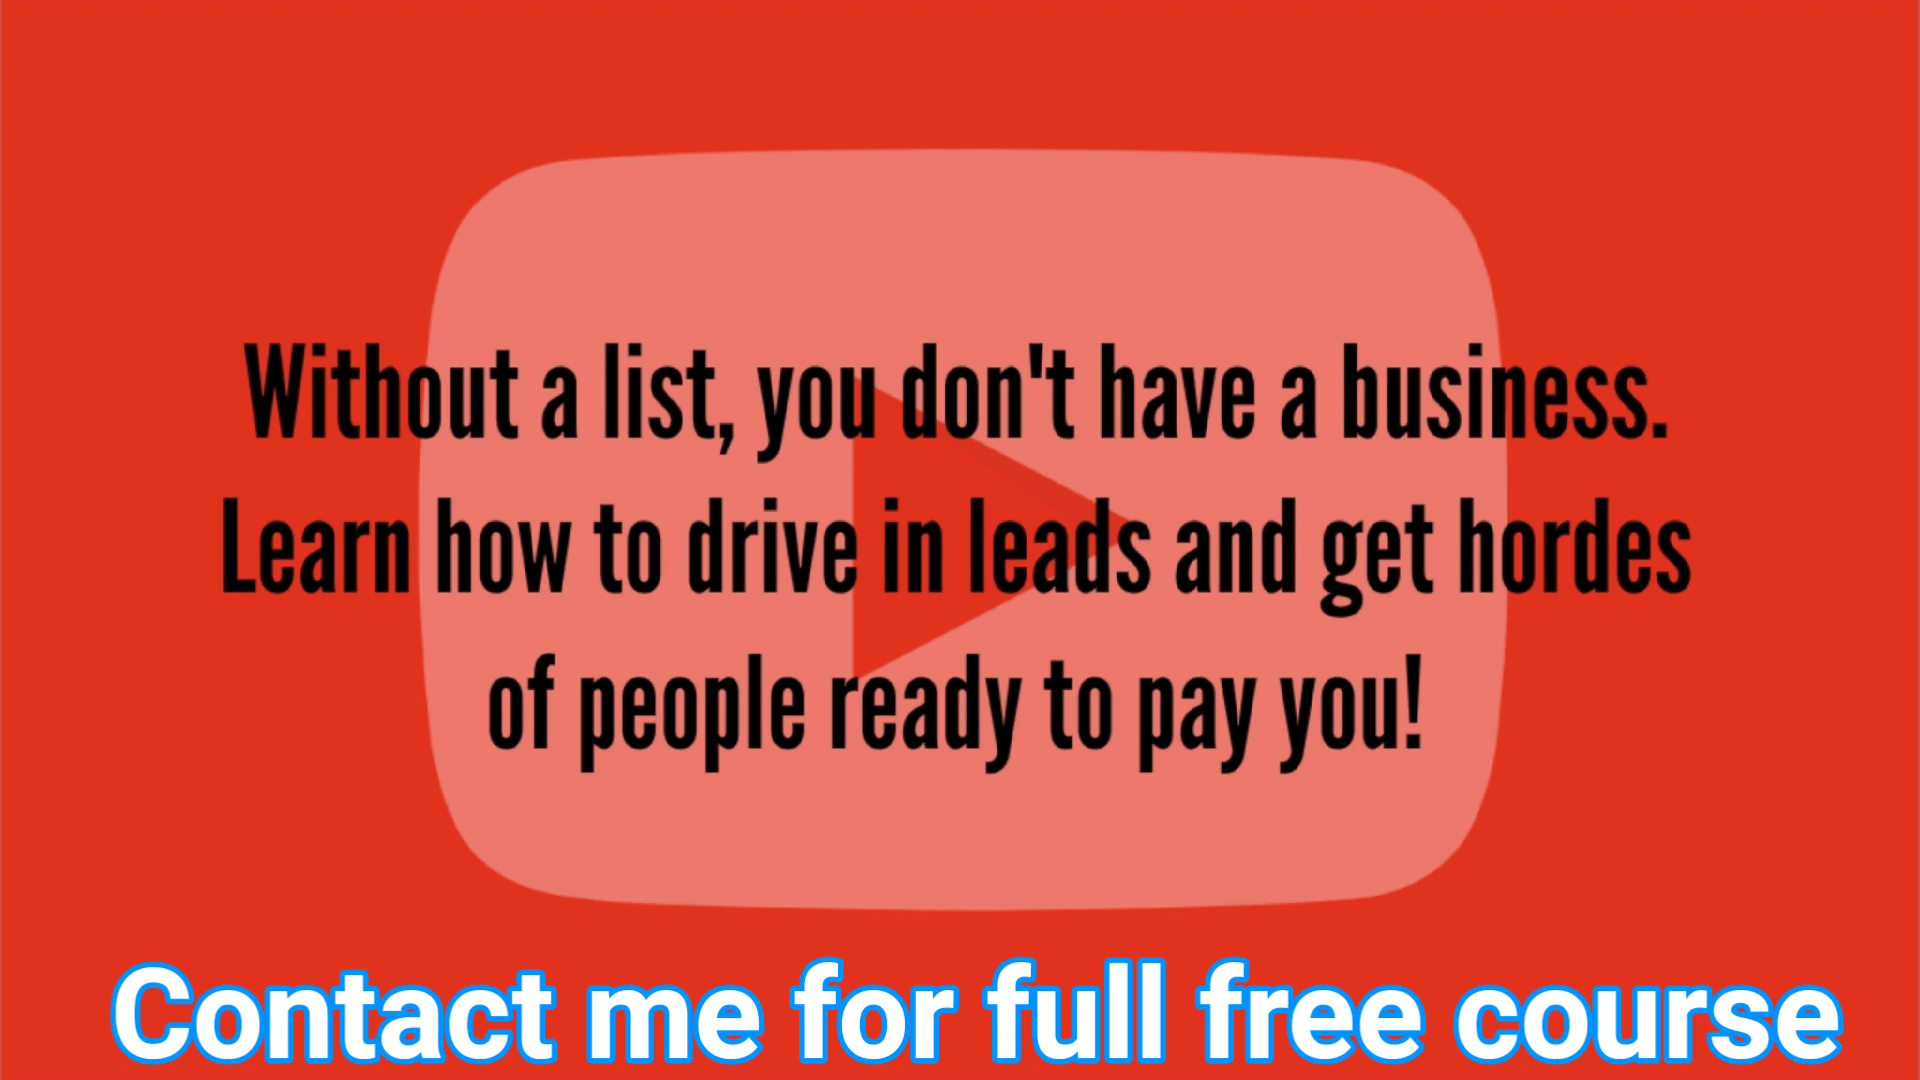 Without a list, you don't have a business.
Learn how to drive in leads and get hordes
of people ready to pay you!
Contact me for full free course